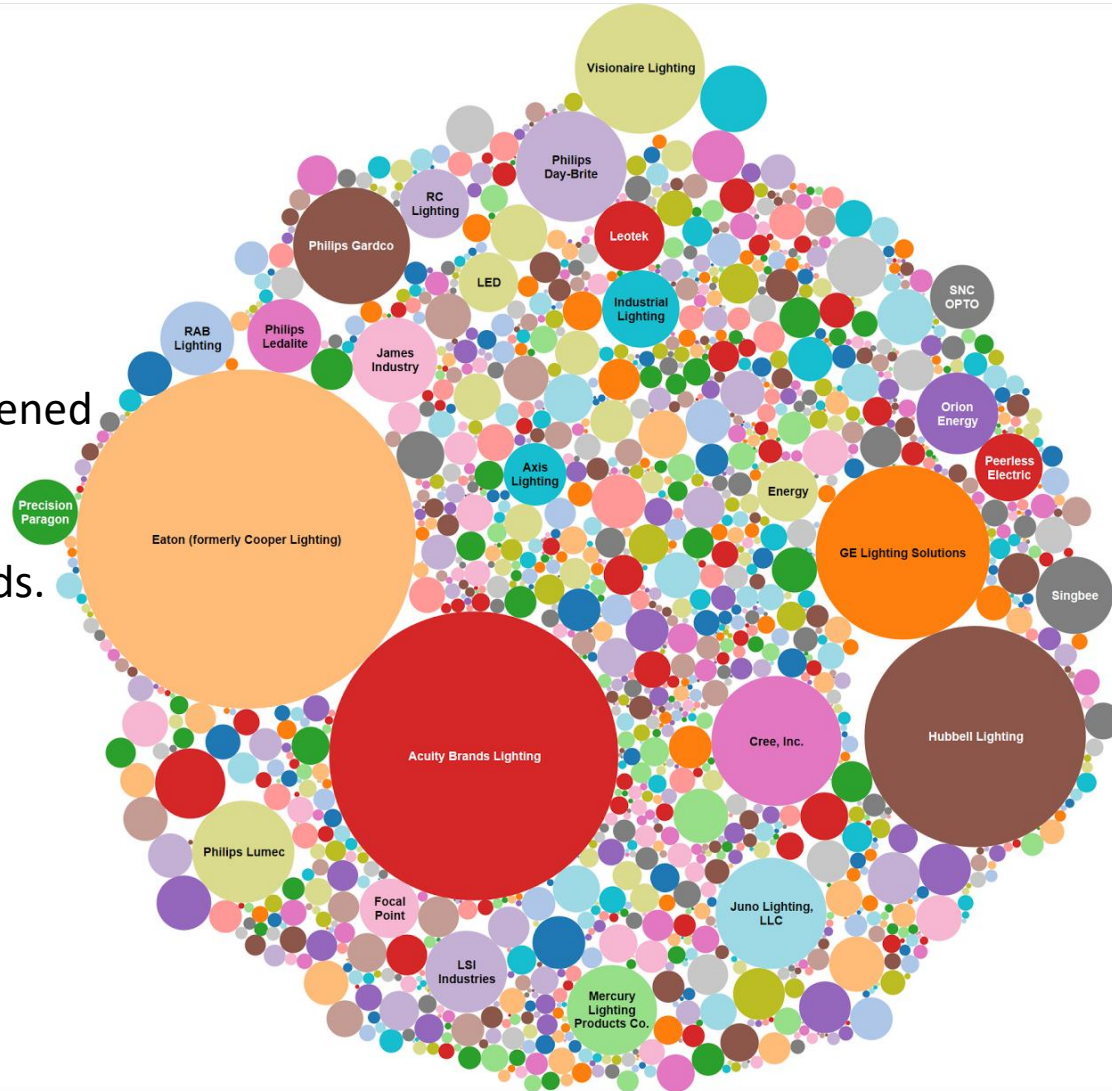 Visionaire Lighting
Philips
Day-Brite
RC
Lighting
Philips Gardco
Leotek
LED
SNC
OPTO
Industrial
Lighting
RAB
Lighting
Philips
Ledalite
James
Industry
ened
Orion
Energy
Peerless
Electric
Axis
Lighting
Energy
Precision
Paragon
Eaton (formerly Cooper Lighting)
GE Lighting Solutions
ds.
Singbee
Cree, Inc.
Hubbell Lighting
Acuity Brands Lighting
Philips Lumec
Focal
Point
Juno Lighting,
LLC
LSI
Industries
Mercury
Lighting
Products Co.